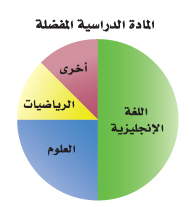 المادة الدراسية المفضلة
أخرى
الرياضيات
اللغة
الإنجليزية
العلوم